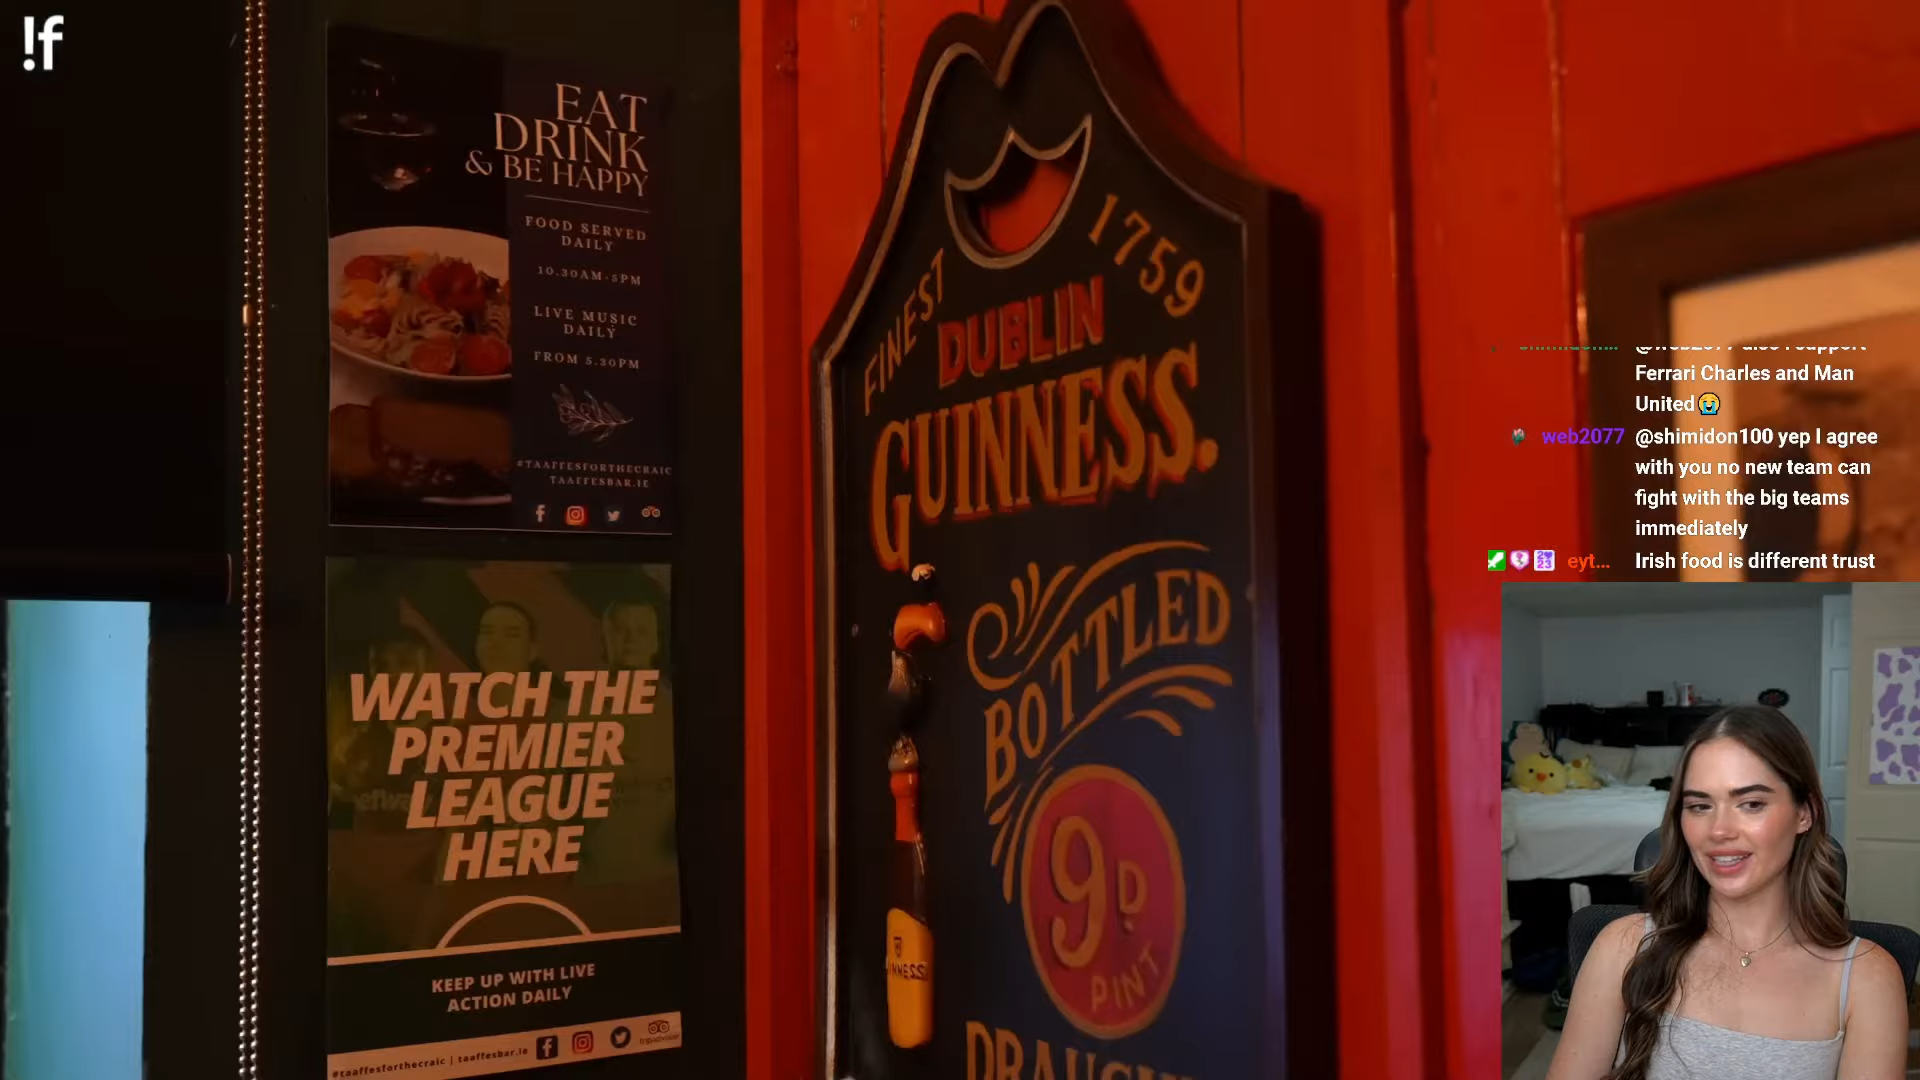 !f
EAT
DRINK
& BE HAPPY
FOOD SERVED
DAILY
10.30AM-5PM
LIVE MUSIC
DAILY
FROM 5.30PM
#TAAFFESFORTHECRAIC
TAAFFESBAR.IE
WATCH THE
PREMIER
LEAGUE
HERE
KEEP UP WITH LIVE
ACTION DAILY
#taaffesforthecraic | taaffesbar.ie
tripadvisor
FINEST
1759
DUBLIN
GUINNESS.
BOTTLED
9D
PINT
Ferrari Charles and Man
United😭
web2077 @shimidon100 yep I agree
with you no new team can
fight with the big teams
immediately
eyt... Irish food is different trust